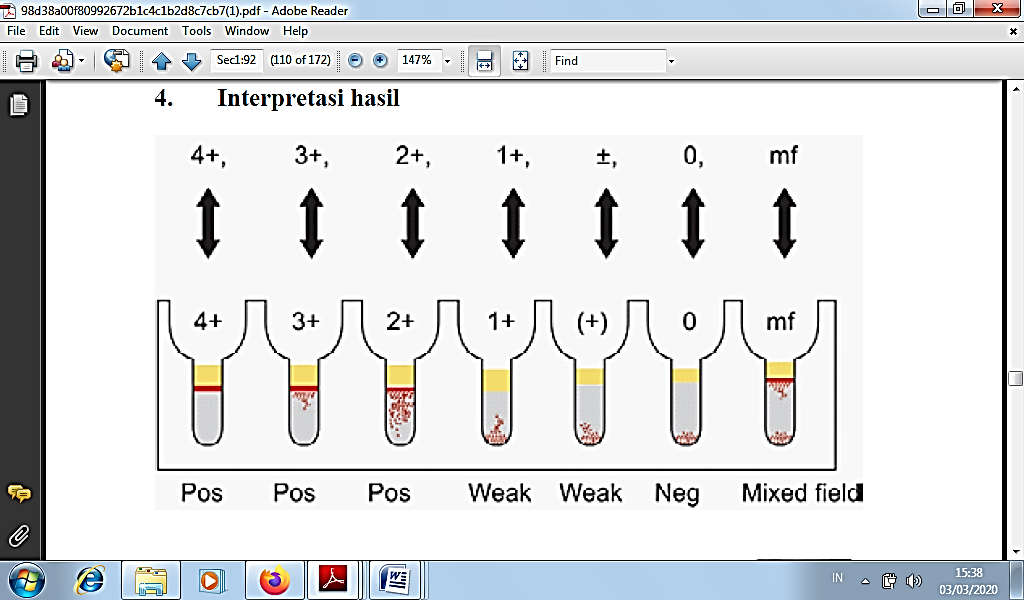 98d38a00f80992672b1c4c1b2d8c7cb7(1).pdf - Adobe Reader
File Edit View Document Tools Window Help
Sec1:92 (110 of 172) 147% Find
4. Interpretasi hasil
4+, 3+, 2+, 1+, ±, 0, mf
4+ 3+ 2+ 1+ (+) 0 mf
Pos Pos Pos Weak Weak Neg Mixed field
IN 15:38
03/03/2020